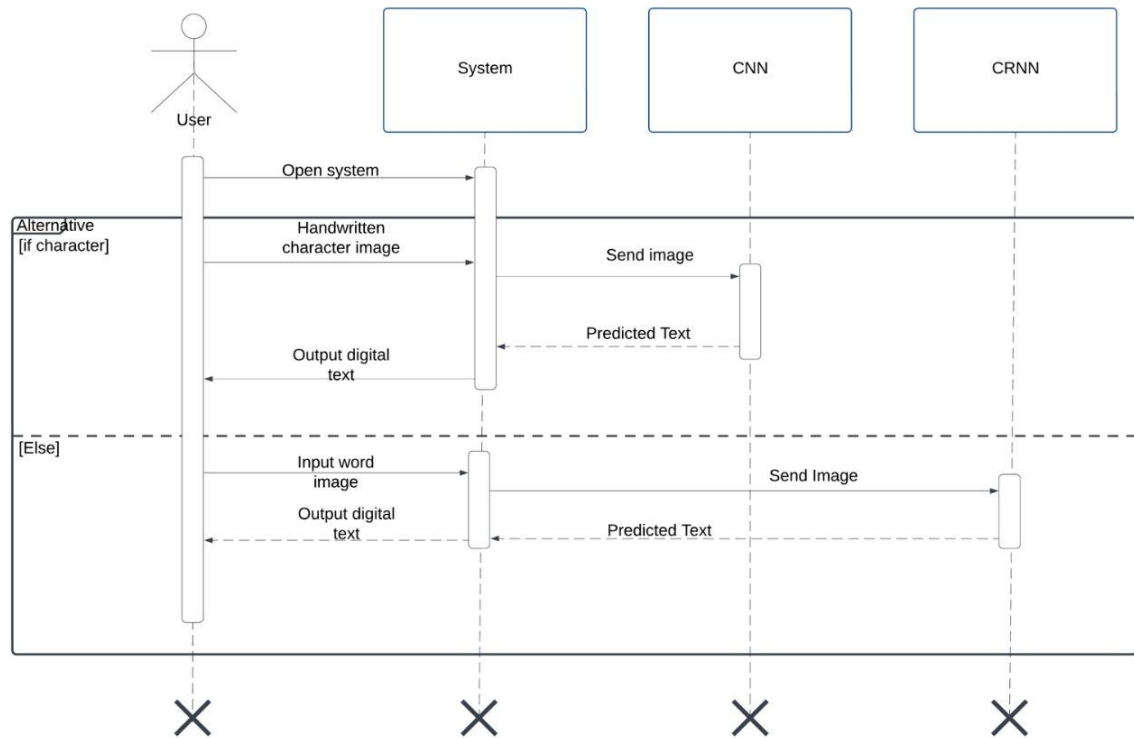 User
System
CNN
CRNN
Open system
Alternative
[if character]
Handwritten
character image
Send image
Predicted Text
Output digital
text
[Else]
Input word
image
Send Image
Output digital
text
Predicted Text